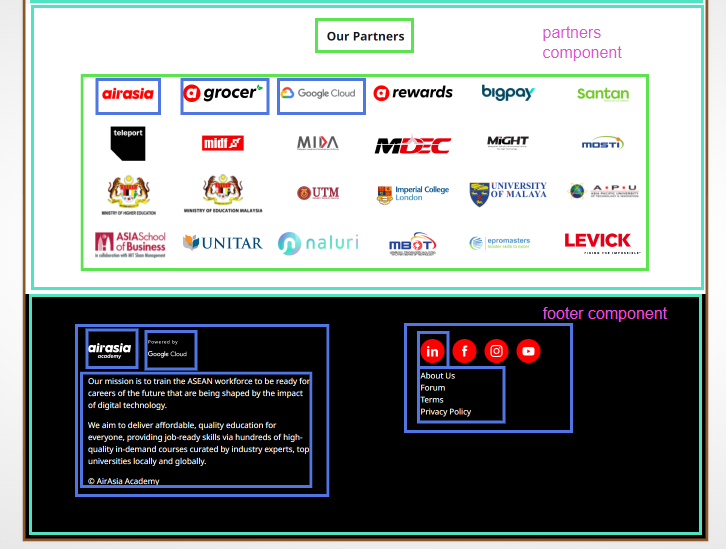 Our Partners
partners
component
airasia
grocer
Google Cloud
rewards
bigpay
Santan
teleport
midf
MIDA
MDEC
MiGHT
MOSTI
MINISTRY OF HIGHER EDUCATION
MINISTRY OF EDUCATION MALAYSIA
UTM
Imperial College
London
UNIVERSITY
OF MALAYA
A · P · U
ASIA PACIFIC UNIVERSITY
OF TECHNOLOGY & INNOVATION
ASIA School
of Business
in collaboration with MIT Sloan Management
UNITAR
naluri
MBOT
epromasters
LEVICK
FIXING THE IMPOSSIBLE
footer component
airasia
academy
Powered by
Google Cloud
Our mission is to train the ASEAN workforce to be ready for
careers of the future that are being shaped by the impact
of digital technology.
We aim to deliver affordable, quality education for
everyone, providing job-ready skills via hundreds of high-
quality in-demand courses curated by industry experts, top
universities locally and globally.
© AirAsia Academy
in
f
About Us
Forum
Terms
Privacy Policy